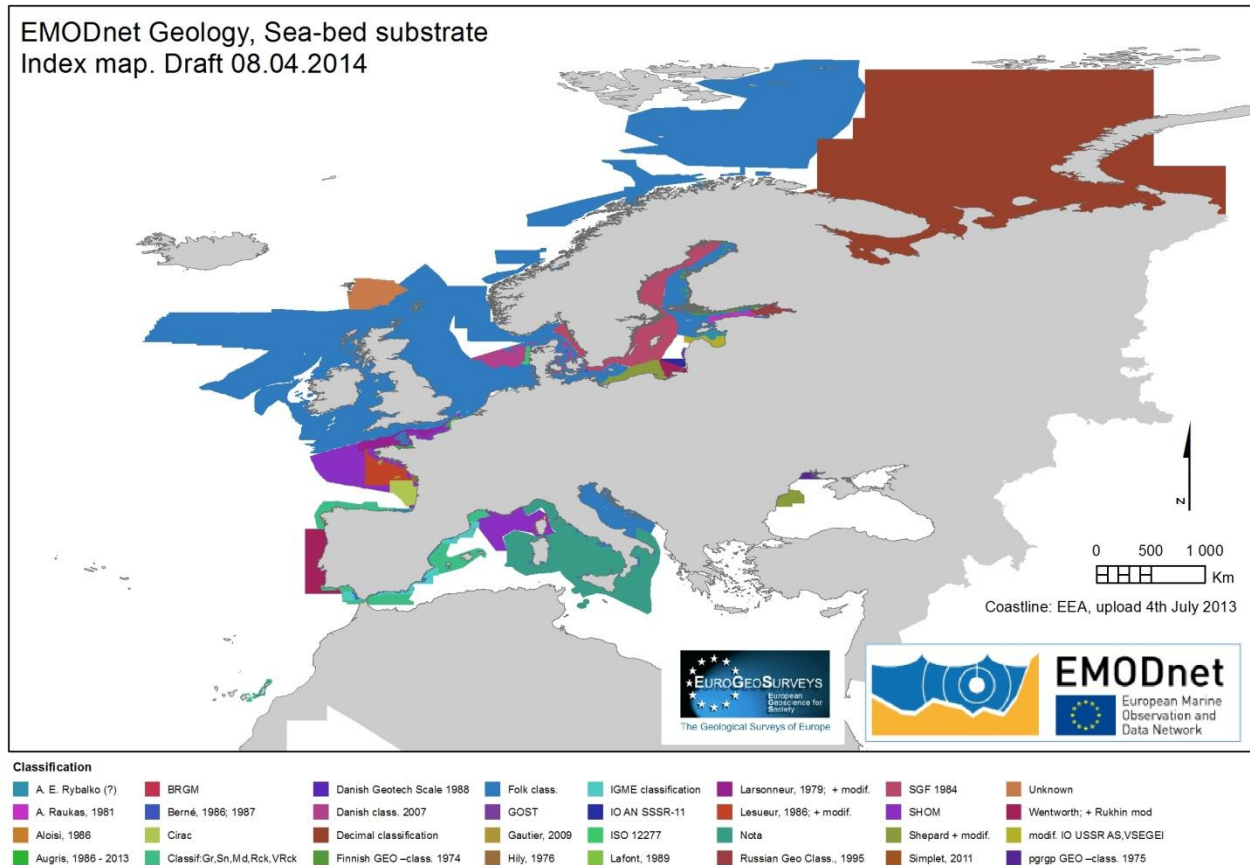 EMODnet Geology, Sea-bed substrate
Index map. Draft 08.04.2014
N
0 500 1 000
Km
Coastline: EEA, upload 4th July 2013
EUROGEOSURVEYS
European
Geoscience for
Society
The Geological Surveys of Europe
EMODnet
European Marine
Observation and
Data Network
Classification
A. E. Rybalko (?)
A. Raukas, 1981
Aloisi, 1986
Augris, 1986 - 2013
BRGM
Berné, 1986; 1987
Cirac
Classif:Gr,Sn,Md,Rck,VRck
Danish Geotech Scale 1988
Danish class. 2007
Decimal classification
Finnish GEO –class. 1974
Folk class.
GOST
Gautier, 2009
Hily, 1976
IGME classification
IO AN SSSR-11
ISO 12277
Lafont, 1989
Larsonneur, 1979; + modif.
Lesueur, 1986; + modif.
Nota
Russian Geo Class., 1995
SGF 1984
SHOM
Shepard + modif.
Simplet, 2011
Unknown
Wentworth; + Rukhin mod
modif. IO USSR AS,VSEGEI
pgrgp GEO –class. 1975